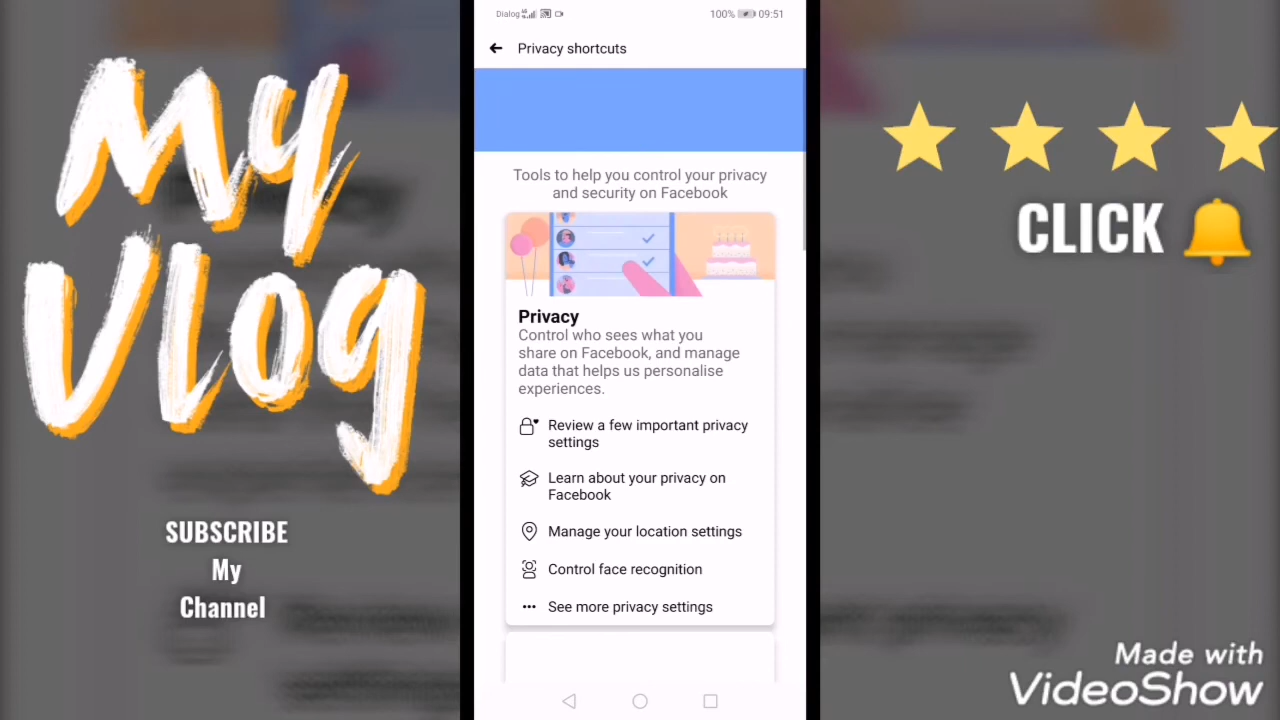 My
Vlog
SUBSCRIBE
My
Channel
Dialog 100% 09:51
Privacy shortcuts
Tools to help you control your privacy
and security on Facebook
Privacy
Control who sees what you
share on Facebook, and manage
data that helps us personalise
experiences.
Review a few important privacy
settings
Learn about your privacy on
Facebook
Manage your location settings
Control face recognition
See more privacy settings
CLICK
Made with
VideoShow